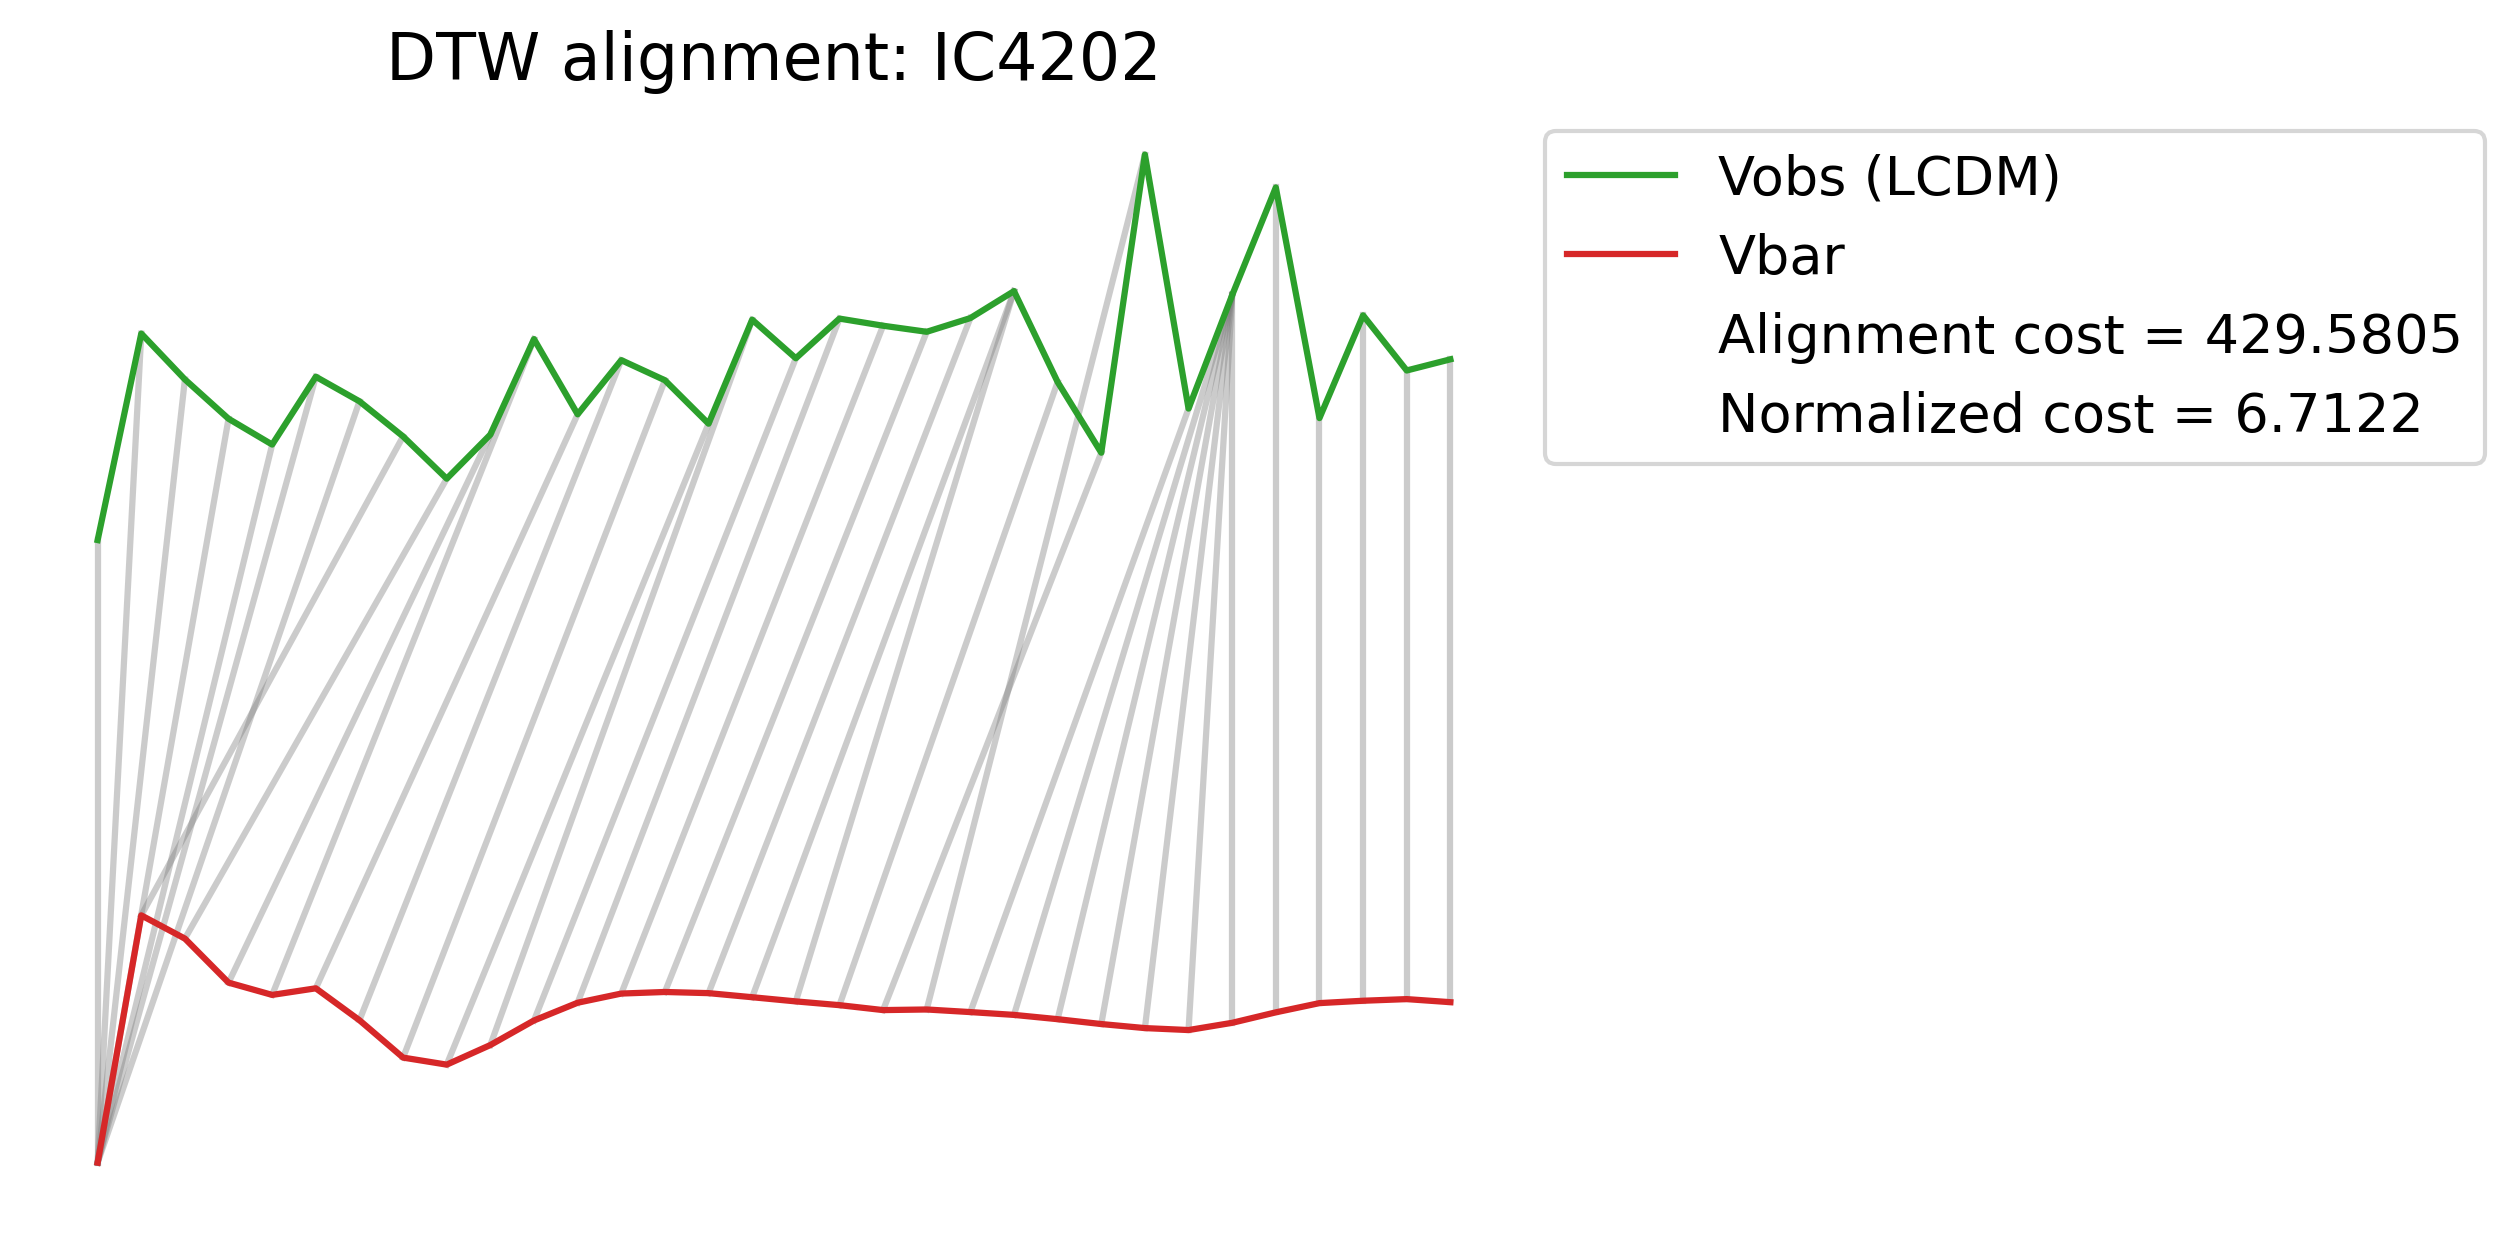 DTW alignment: IC4202
Vobs (LCDM)
Vbar
Alignment cost = 429.5805
Normalized cost = 6.7122